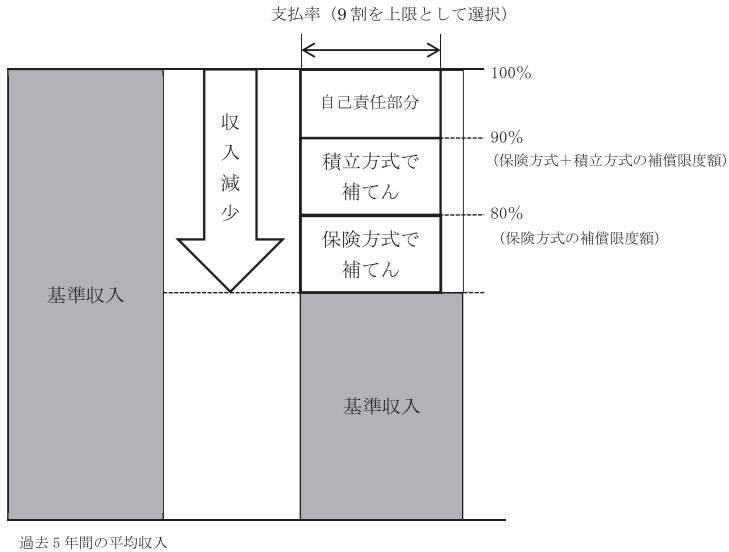 支払率（9割を上限として選択）
100%
自己責任部分
90%
（保険方式＋積立方式の補償限度額）
収入減少
積立方式で
補てん
80%
（保険方式の補償限度額）
保険方式で
補てん
基準収入
基準収入
過去5年間の平均収入